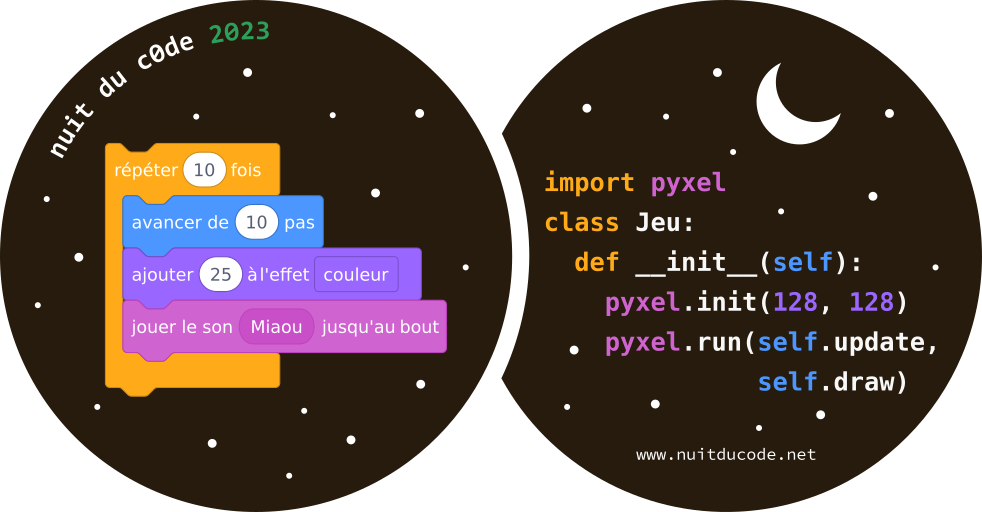 nuit du c0de 2023
répéter 10 fois
avancer de 10 pas
ajouter 25 à l'effet couleur
jouer le son Miaou jusqu'au bout
import pyxel
class Jeu:
def __init__(self):
pyxel.init(128, 128)
pyxel.run(self.update,
self.draw)
www.nuitducode.net